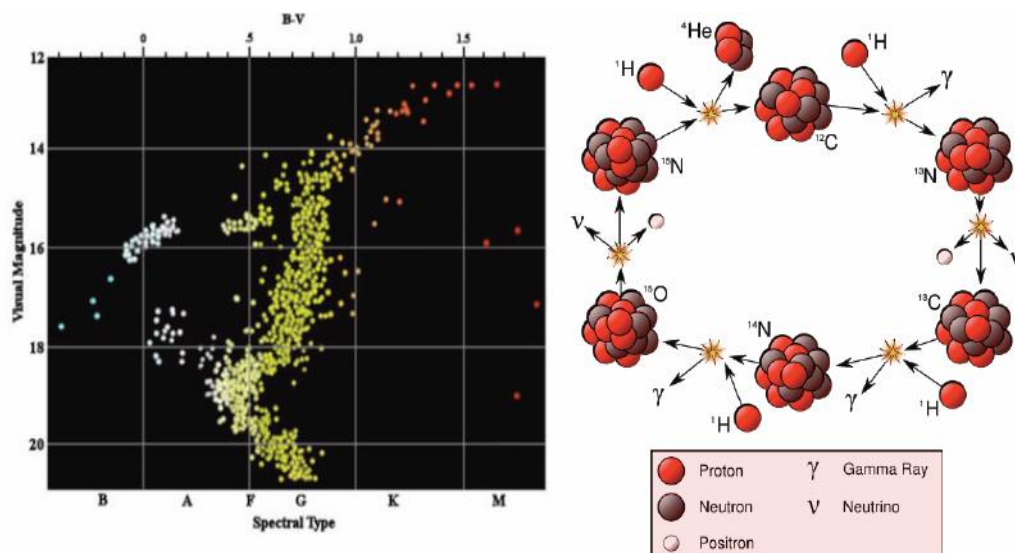 B-V
0 .5 1.0 1.5
12
14
16
18
20
Visual Magnitude
B A F G K M
Spectral Type
⁴He
¹H
¹H
γ
¹²C
¹⁵N
¹³N
ν
ν
¹⁵O
¹³C
¹⁴N
γ
γ
¹H
¹H
Proton γ Gamma Ray
Neutron ν Neutrino
Positron